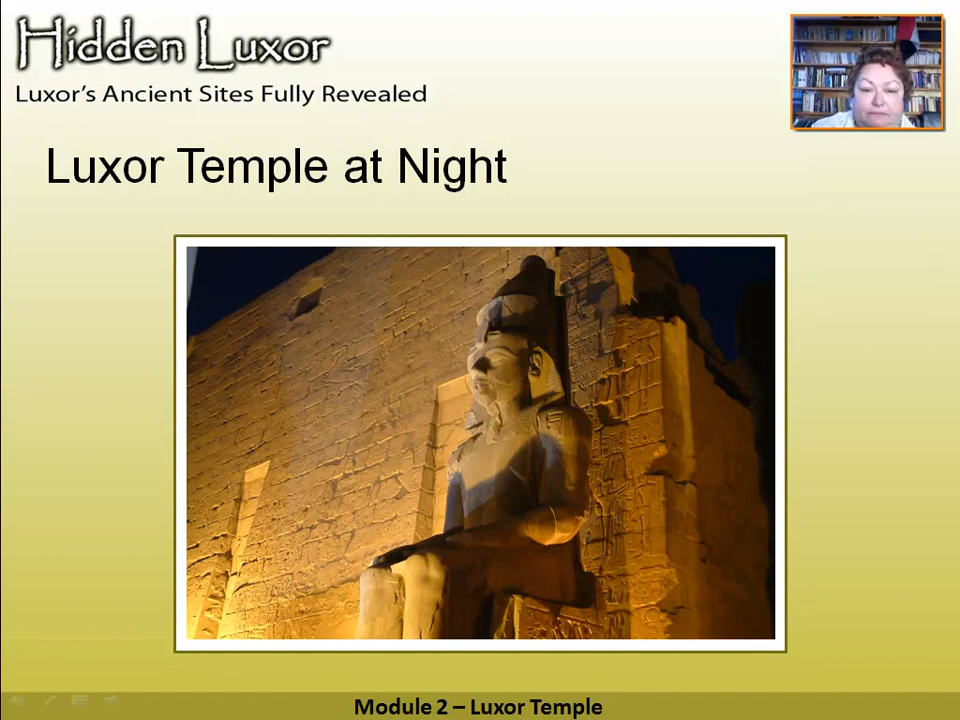 Hidden Luxor
Luxor's Ancient Sites Fully Revealed
Luxor Temple at Night
Module 2 – Luxor Temple